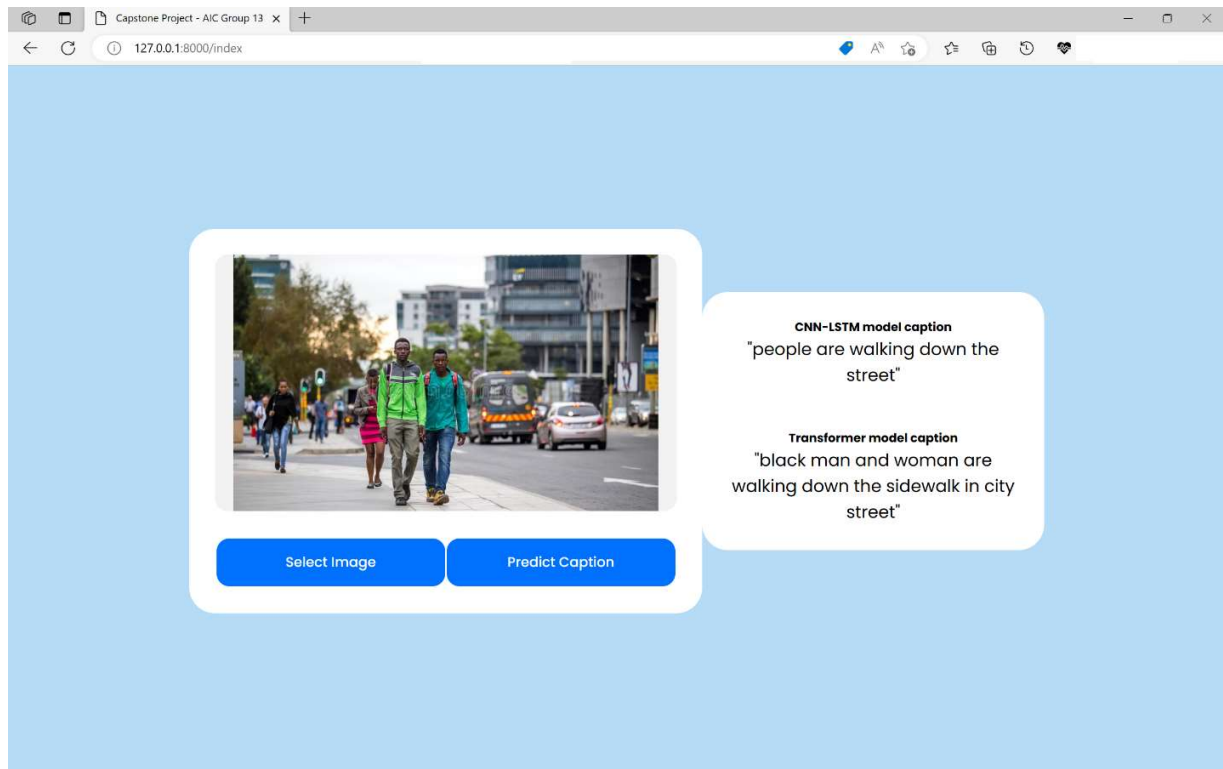 Capstone Project - AIC Group 13
127.0.0.1:8000/index
CNN-LSTM model caption
"people are walking down the
street"
Transformer model caption
"black man and woman are
walking down the sidewalk in city
street"
Select Image
Predict Caption